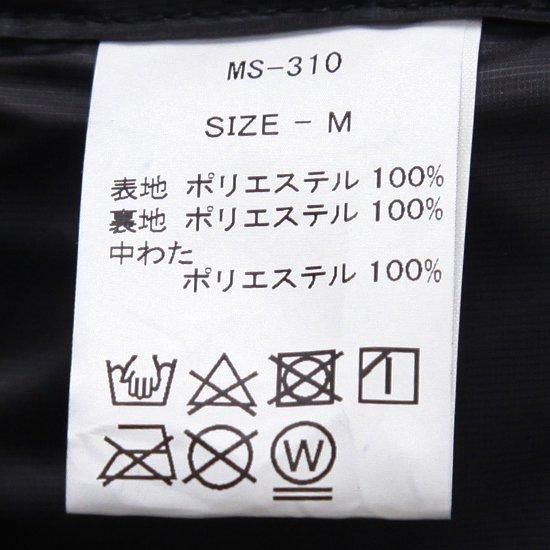 MS-310
SIZE - M
表地 ポリエステル 100%
裏地 ポリエステル 100%
中わた
ポリエステル 100%
W